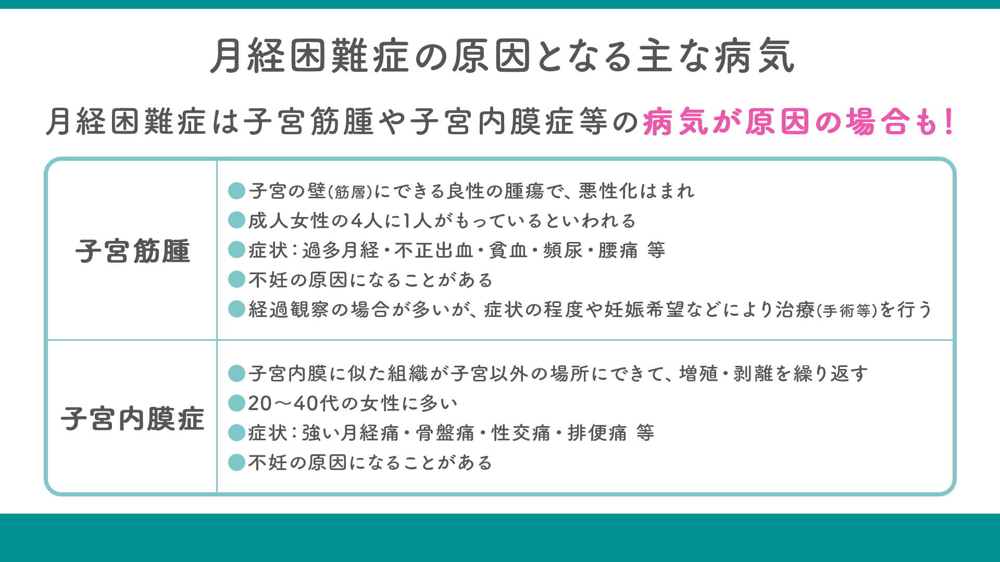 月経困難症の原因となる主な病気
月経困難症は子宮筋腫や子宮内膜症等の病気が原因の場合も！
子宮筋腫
●子宮の壁(筋層)にできる良性の腫瘍で、悪性化はまれ
●成人女性の4人に1人がもっているといわれる
●症状：過多月経・不正出血・貧血・頻尿・腰痛 等
●不妊の原因になることがある
●経過観察の場合が多いが、症状の程度や妊娠希望などにより治療(手術等)を行う
子宮内膜症
●子宮内膜に似た組織が子宮以外の場所にできて、増殖・剥離を繰り返す
●20～40代の女性に多い
●症状：強い月経痛・骨盤痛・性交痛・排便痛 等
●不妊の原因になることがある